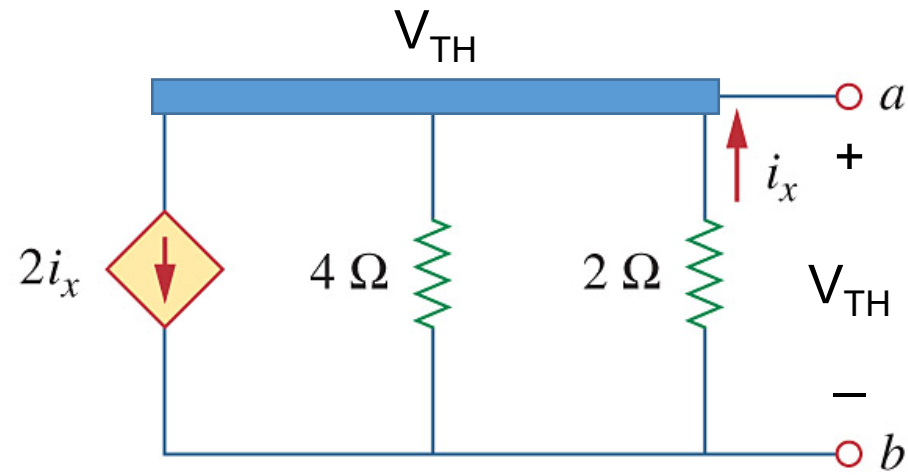 V_TH
a
+
i_x
2i_x
4 Ω
2 Ω
V_TH
–
b